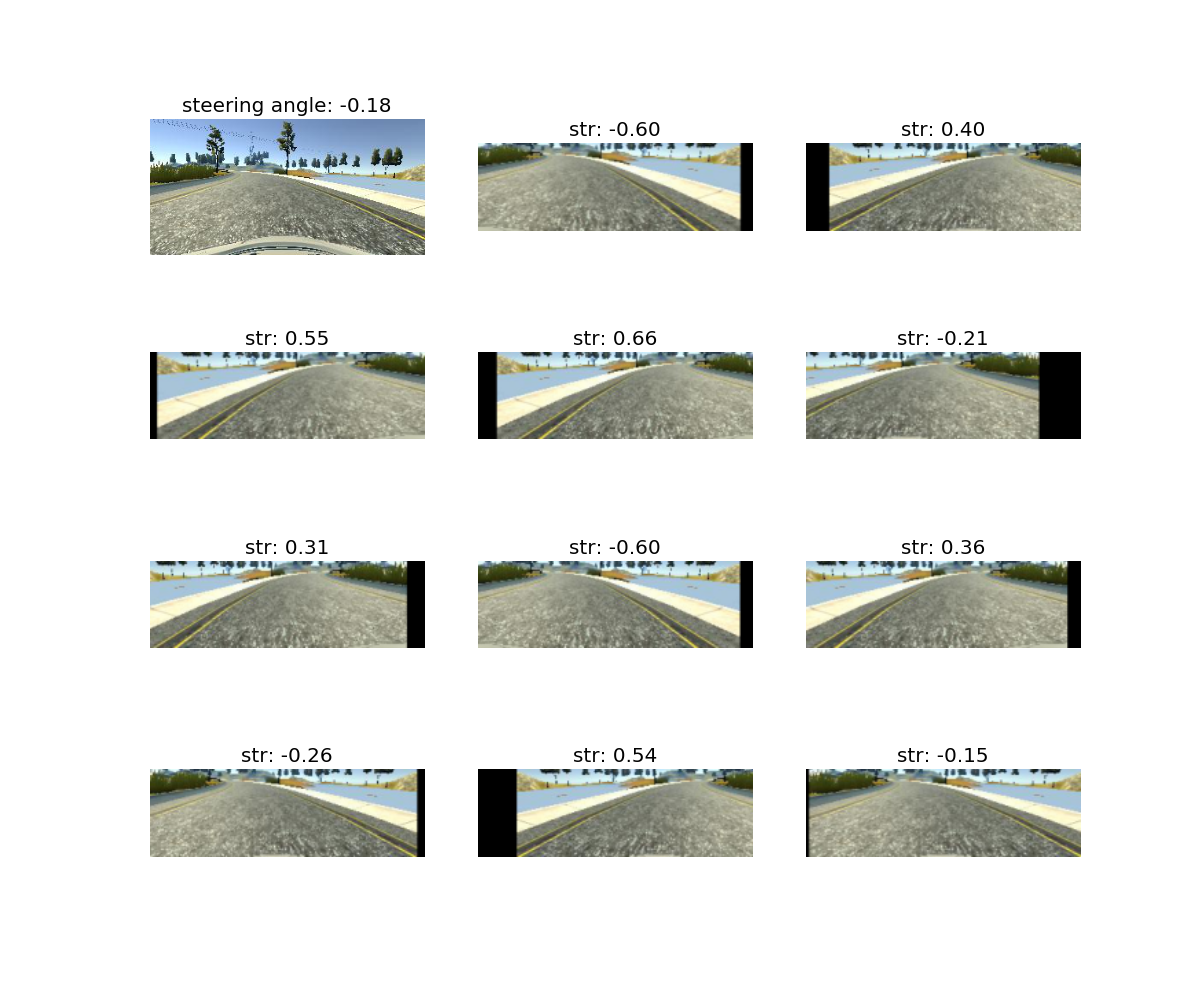 steering angle: -0.18
str: -0.60
str: 0.40
str: 0.55
str: 0.66
str: -0.21
str: 0.31
str: -0.60
str: 0.36
str: -0.26
str: 0.54
str: -0.15